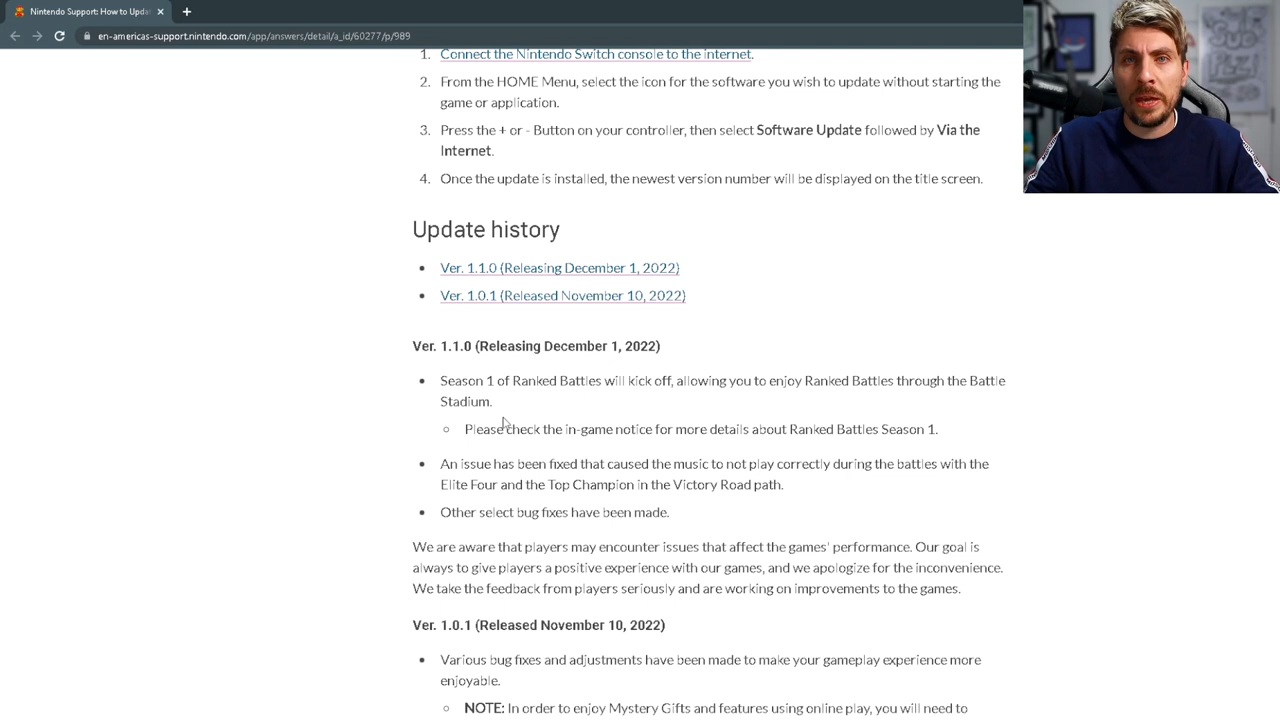 Nintendo Support: How to Upda
en-americas-support.nintendo.com/app/answers/detail/a_id/60277/p/989
1. Connect the Nintendo Switch console to the internet.
2. From the HOME Menu, select the icon for the software you wish to update without starting the
game or application.
3. Press the + or - Button on your controller, then select Software Update followed by Via the
Internet.
4. Once the update is installed, the newest version number will be displayed on the title screen.
Update history
• Ver. 1.1.0 (Releasing December 1, 2022)
• Ver. 1.0.1 (Released November 10, 2022)
Ver. 1.1.0 (Releasing December 1, 2022)
• Season 1 of Ranked Battles will kick off, allowing you to enjoy Ranked Battles through the Battle
Stadium.
○ Please check the in-game notice for more details about Ranked Battles Season 1.
• An issue has been fixed that caused the music to not play correctly during the battles with the
Elite Four and the Top Champion in the Victory Road path.
• Other select bug fixes have been made.
We are aware that players may encounter issues that affect the games' performance. Our goal is
always to give players a positive experience with our games, and we apologize for the inconvenience.
We take the feedback from players seriously and are working on improvements to the games.
Ver. 1.0.1 (Released November 10, 2022)
• Various bug fixes and adjustments have been made to make your gameplay experience more
enjoyable.
○ NOTE: In order to enjoy Mystery Gifts and features using online play, you will need to